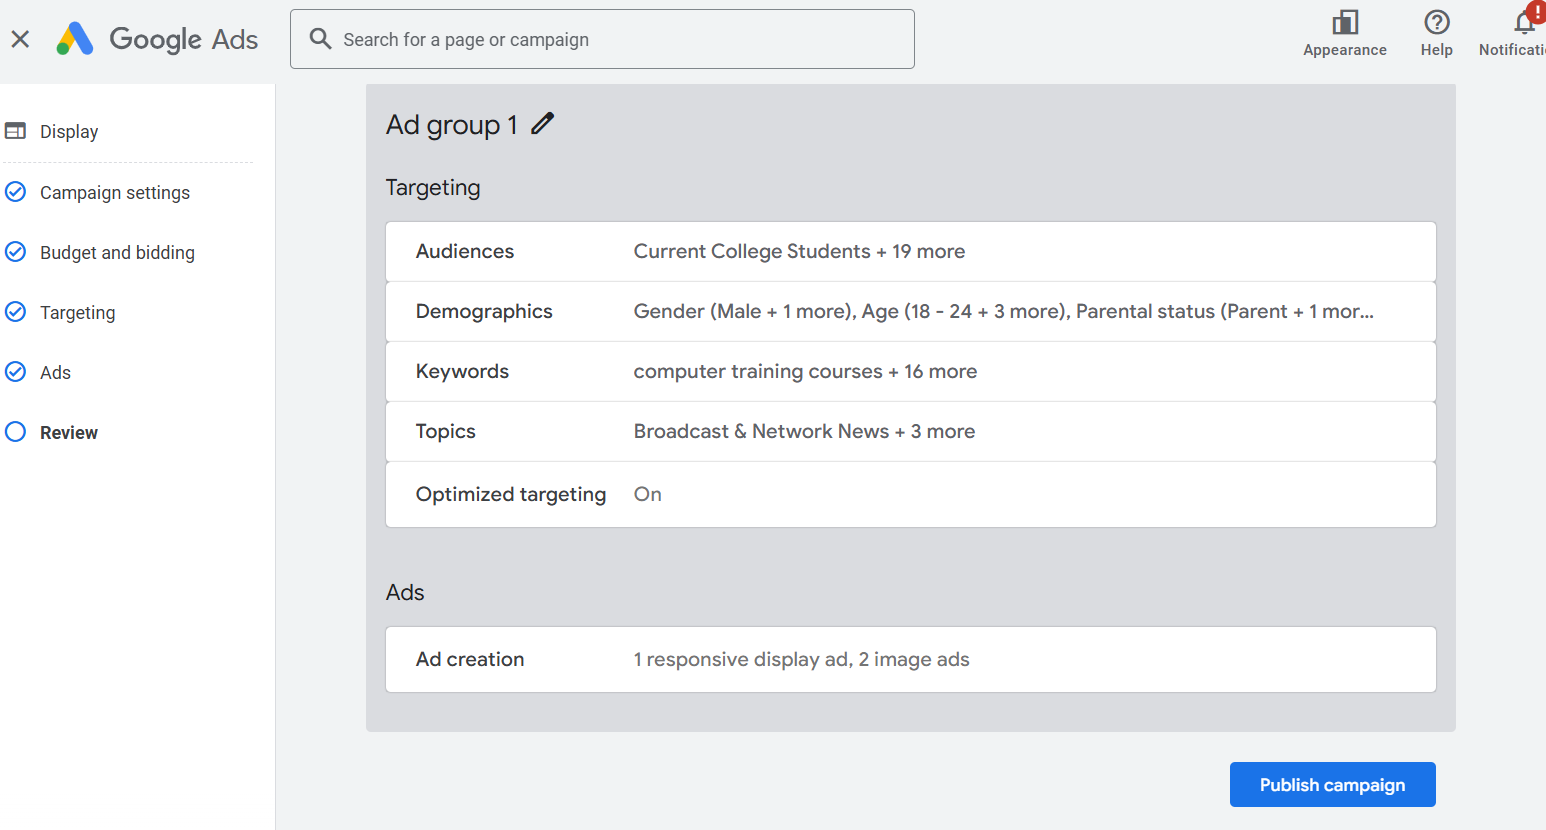 Google Ads
Search for a page or campaign
Appearance
Help
Notificati
Display
Campaign settings
Budget and bidding
Targeting
Ads
Review
Ad group 1
Targeting
Audiences Current College Students + 19 more
Demographics Gender (Male + 1 more), Age (18 - 24 + 3 more), Parental status (Parent + 1 mor...
Keywords computer training courses + 16 more
Topics Broadcast & Network News + 3 more
Optimized targeting On
Ads
Ad creation 1 responsive display ad, 2 image ads
Publish campaign